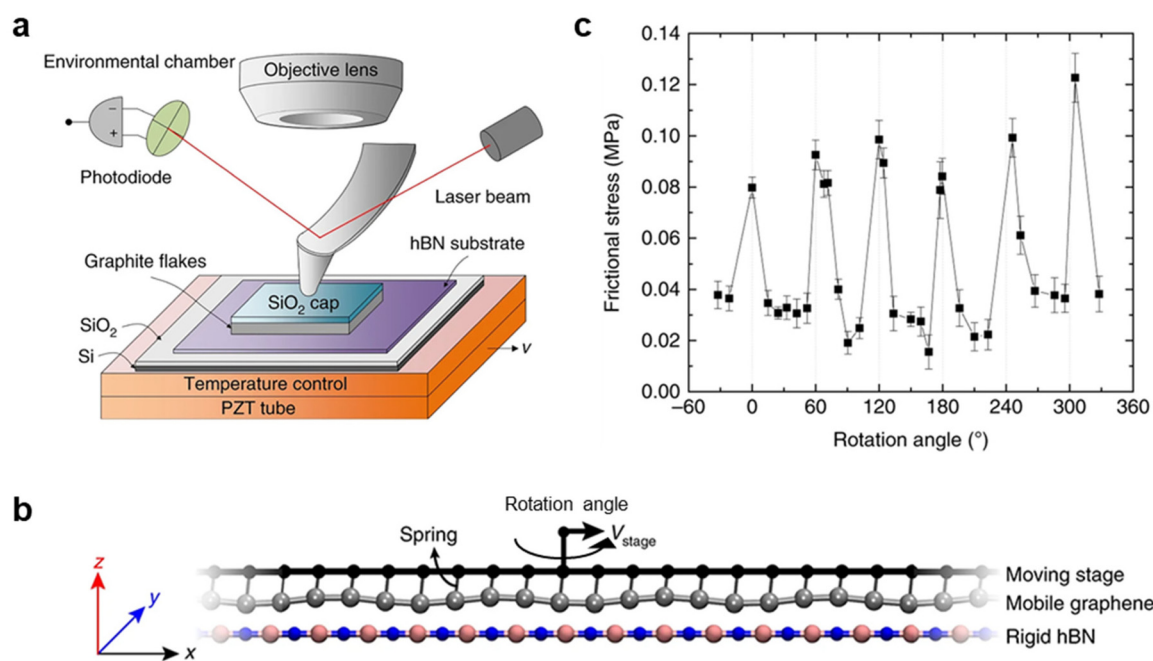 a
Environmental chamber
Objective lens
−
+
Photodiode
Laser beam
hBN substrate
Graphite flakes
SiO₂ cap
SiO₂
Si
v
Temperature control
PZT tube
c
Frictional stress (MPa)
0.14
0.12
0.10
0.08
0.06
0.04
0.02
0.00
−60 0 60 120 180 240 300 360
Rotation angle (°)
b
Rotation angle
Spring
V stage
z
y
x
Moving stage
Mobile graphene
Rigid hBN